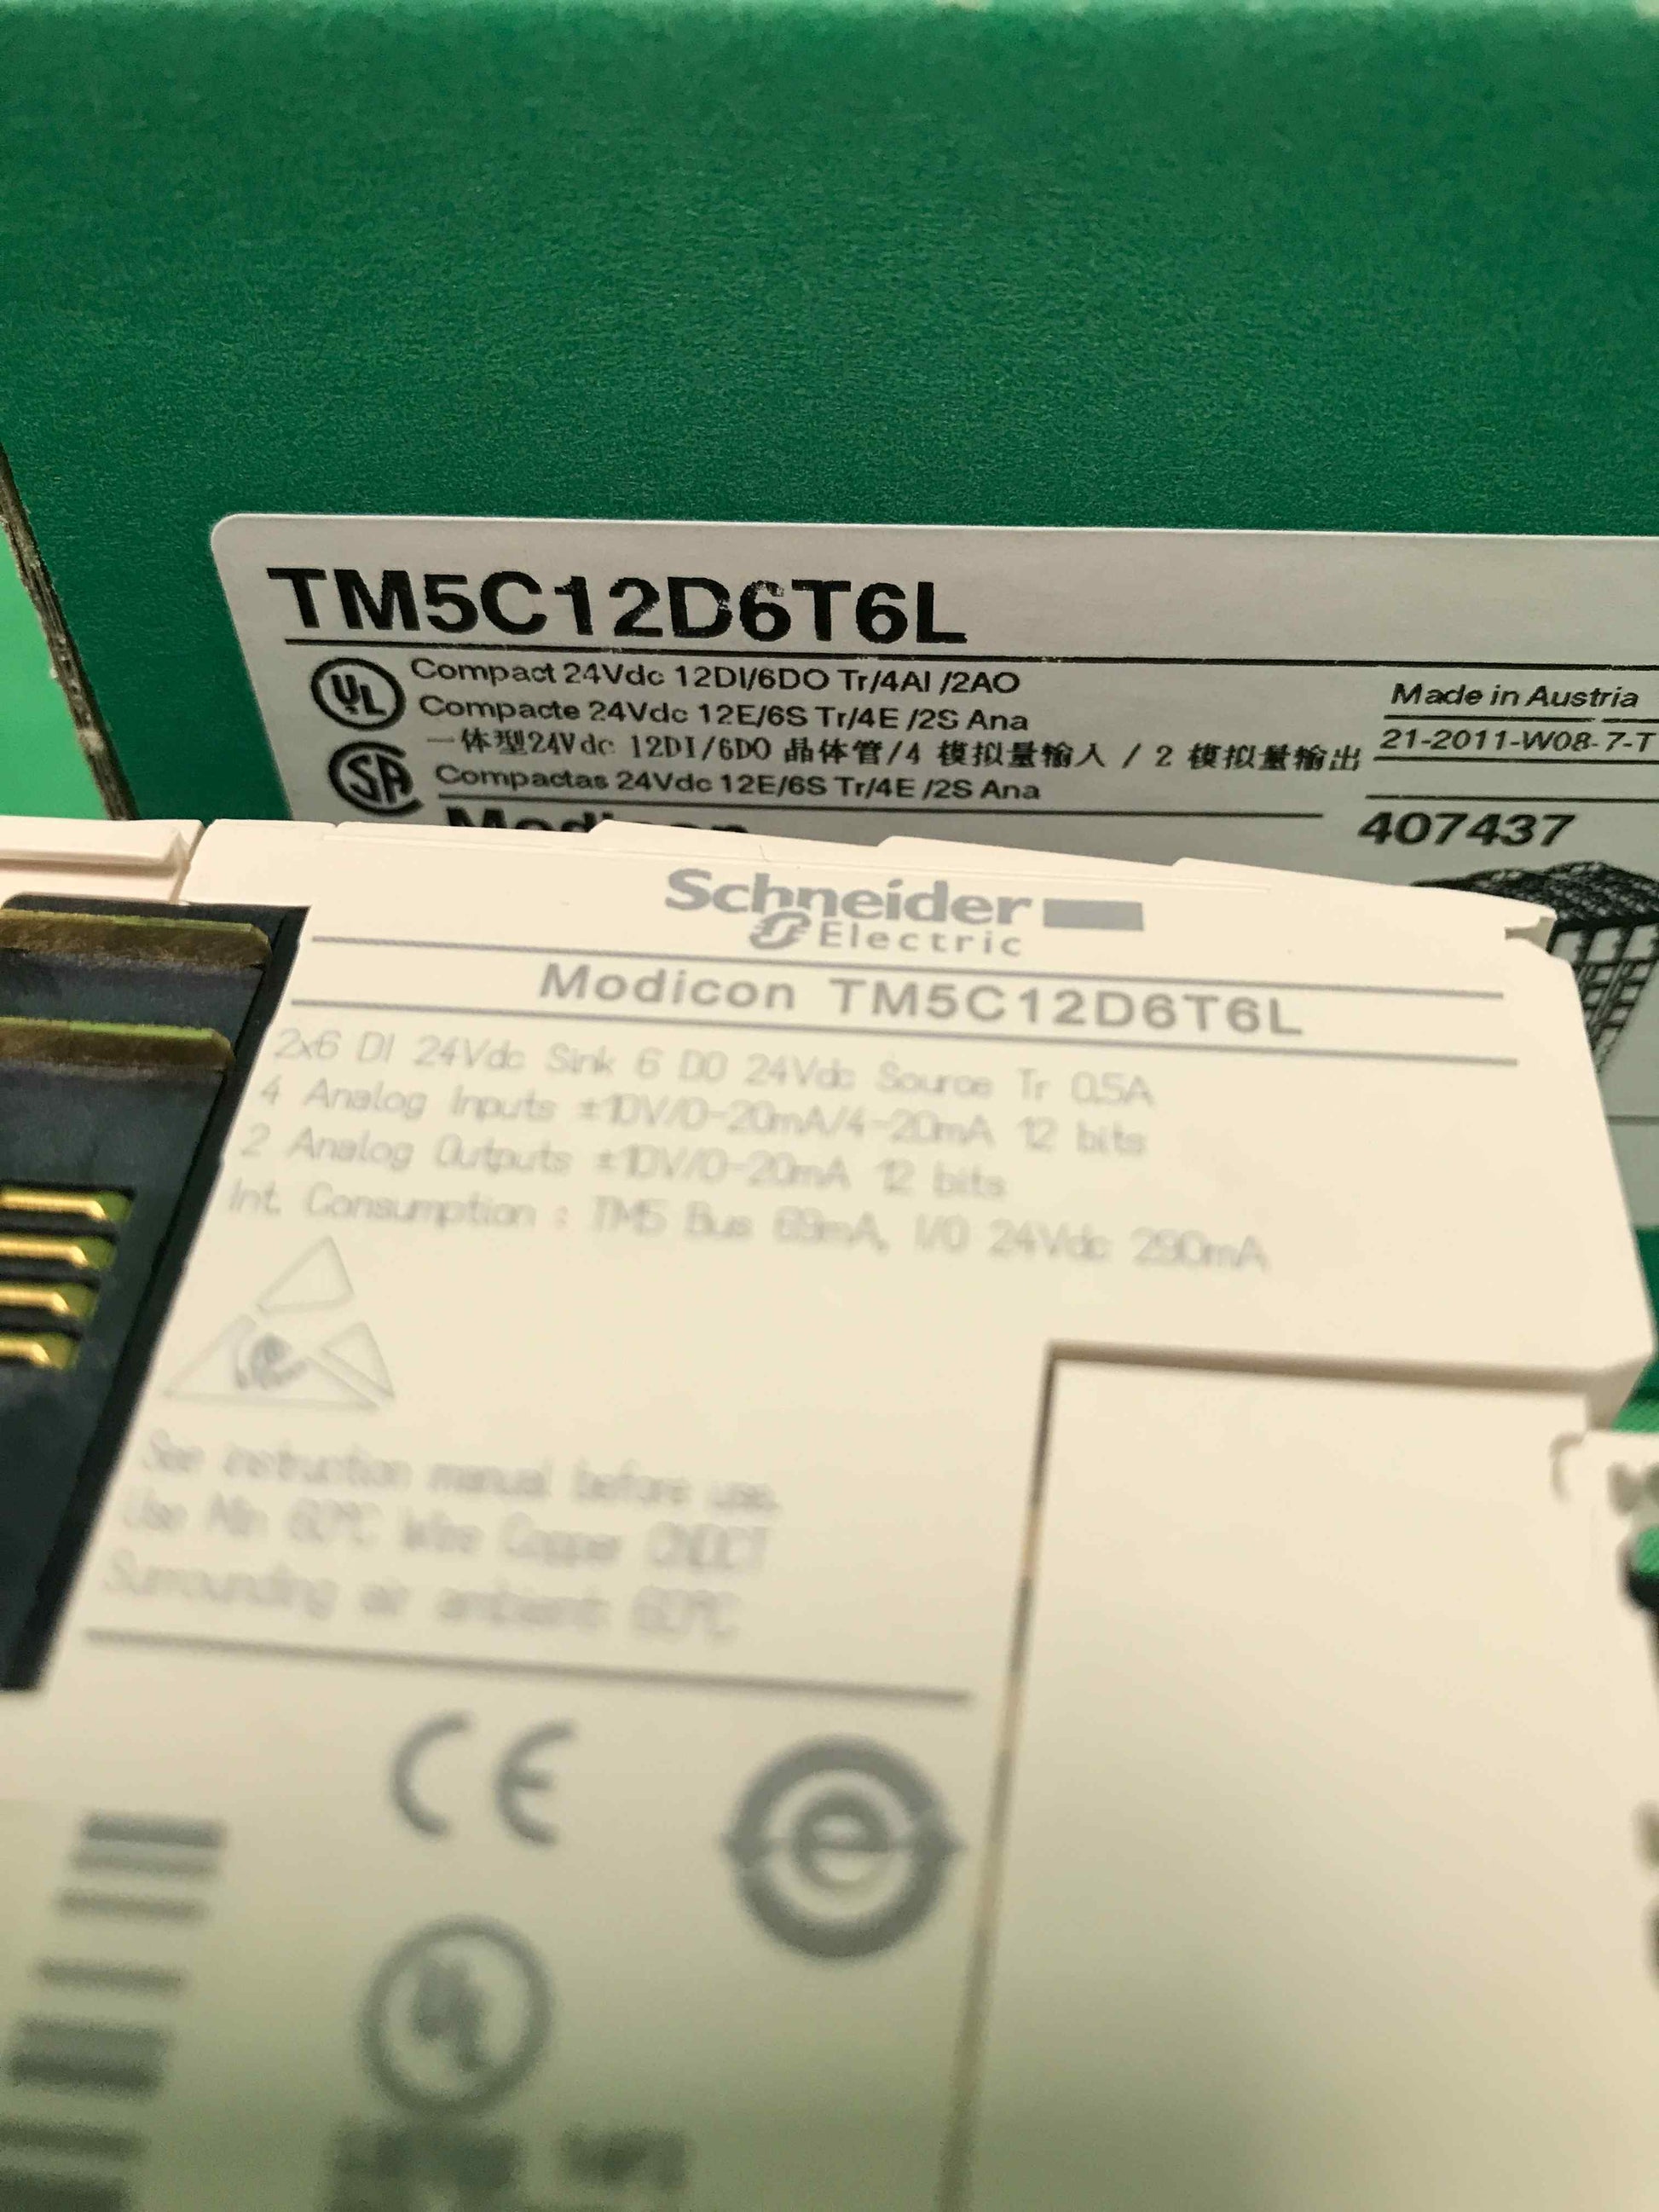 TM5C12D6T6L
UL
Compact 24Vdc 12DI/6DO Tr/4AI /2AO
Compacte 24Vdc 12E/6S Tr/4E /2S Ana
一体型24Vdc 12DI/6DO 晶体管/4 模拟量输入 / 2 模拟量输出
Compactas 24Vdc 12E/6S Tr/4E /2S Ana
SA
Made in Austria
21-2011-W08-7-T
Modicon
407437
Schneider
Electric
Modicon TM5C12D6T6L
2x6 DI 24Vdc Sink 6 DO 24Vdc Source Tr 0.5A
4 Analog Inputs ±10V/0-20mA/4-20mA 12 bits
2 Analog Outputs ±10V/0-20mA 12 bits
Int. Consumption : TM5 Bus 69mA, I/O 24Vdc 290mA
See instruction manual before use.
Use Min 60°C Wire Copper CNDCT
Surrounding air ambient 60°C
CE
e
UL